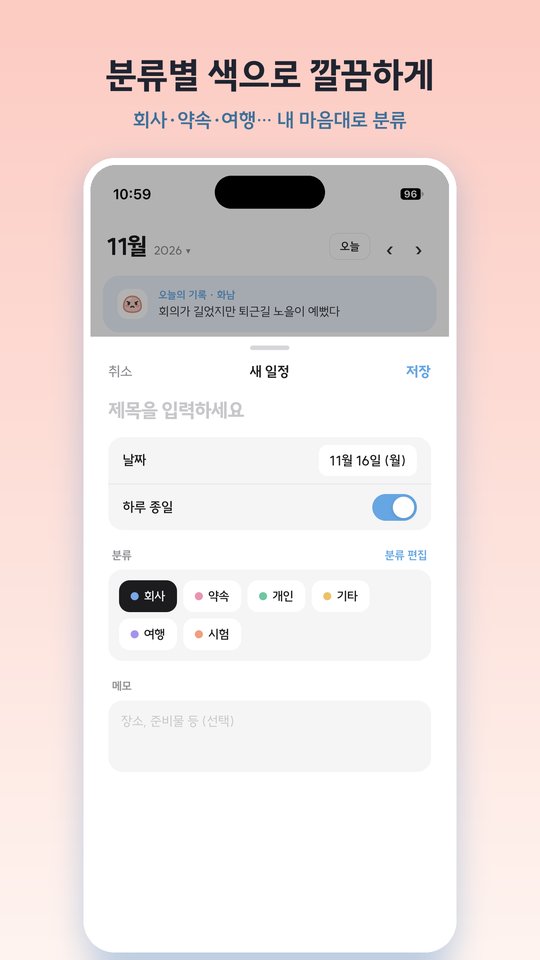 분류별 색으로 깔끔하게
회사·약속·여행··· 내 마음대로 분류
10:59
96
11월 2026 ▾
오늘 ‹ ›
오늘의 기록 · 화남
회의가 길었지만 퇴근길 노을이 예뻤다
취소 새 일정 저장
제목을 입력하세요
날짜 11월 16일 (월)
하루 종일
분류 분류 편집
회사 약속 개인 기타
여행 시험
메모
장소, 준비물 등 (선택)